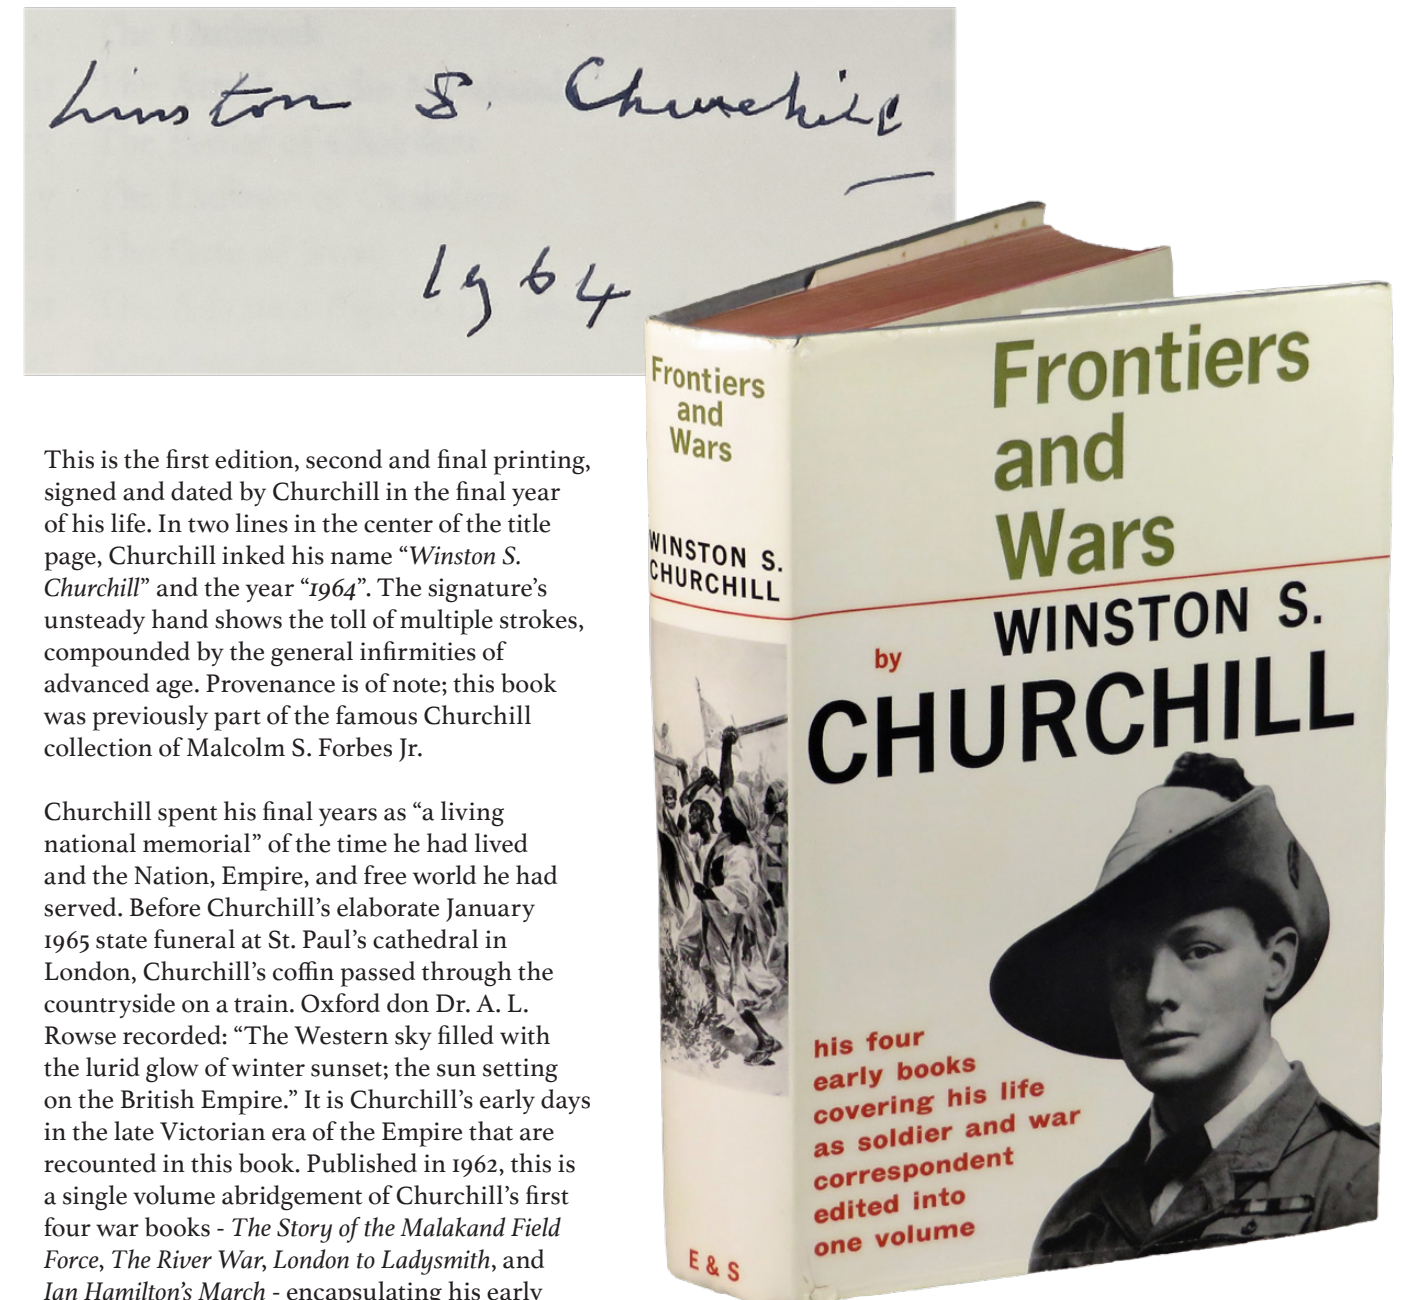 Winston S. Churchill
1964
This is the first edition, second and final printing,
signed and dated by Churchill in the final year
of his life. In two lines in the center of the title
page, Churchill inked his name “Winston S.
Churchill” and the year “1964”. The signature’s
unsteady hand shows the toll of multiple strokes,
compounded by the general infirmities of
advanced age. Provenance is of note; this book
was previously part of the famous Churchill
collection of Malcolm S. Forbes Jr.
Churchill spent his final years as “a living
national memorial” of the time he had lived
and the Nation, Empire, and free world he had
served. Before Churchill’s elaborate January
1965 state funeral at St. Paul’s cathedral in
London, Churchill’s coffin passed through the
countryside on a train. Oxford don Dr. A. L.
Rowse recorded: “The Western sky filled with
the lurid glow of winter sunset; the sun setting
on the British Empire.” It is Churchill’s early days
in the late Victorian era of the Empire that are
recounted in this book. Published in 1962, this is
a single volume abridgement of Churchill’s first
four war books - The Story of the Malakand Field
Force, The River War, London to Ladysmith, and
Ian Hamilton’s March - encapsulating his early
Frontiers
and
Wars
WINSTON S.
CHURCHILL
E & S
Frontiers
and
Wars
by WINSTON S.
CHURCHILL
his four
early books
covering his life
as soldier and war
correspondent
edited into
one volume